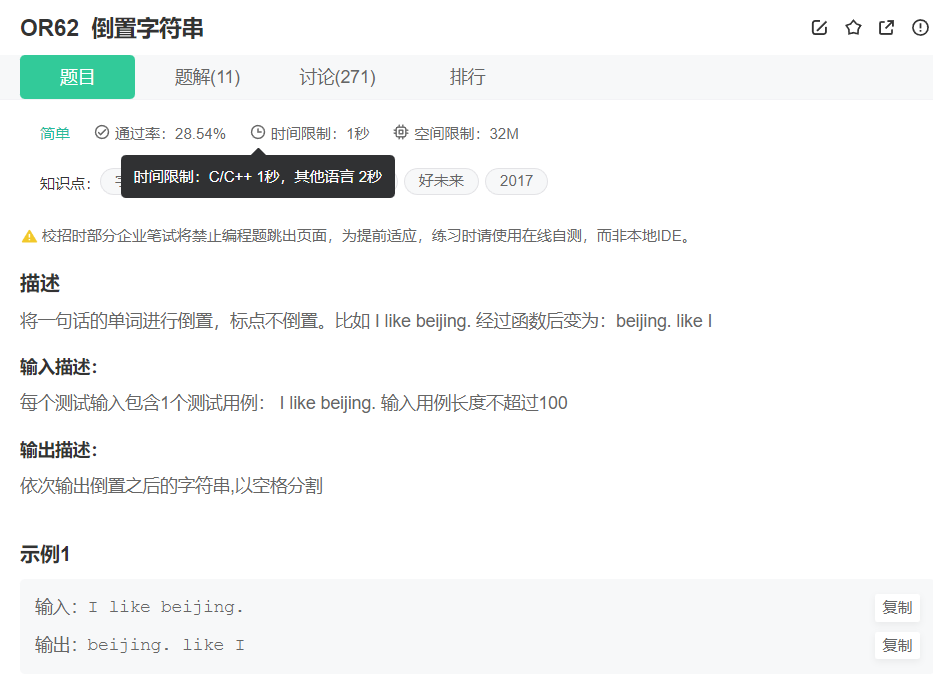 OR62 倒置字符串
题目 题解(11) 讨论(271) 排行
简单 通过率：28.54% 时间限制：1秒 空间限制：32M
时间限制：C/C++ 1秒，其他语言 2秒
知识点： 好未来 2017
校招时部分企业笔试将禁止编程题跳出页面，为提前适应，练习时请使用在线自测，而非本地IDE。
描述
将一句话的单词进行倒置，标点不倒置。比如 I like beijing. 经过函数后变为：beijing. like I
输入描述：
每个测试输入包含1个测试用例： I like beijing. 输入用例长度不超过100
输出描述：
依次输出倒置之后的字符串,以空格分割
示例1
输入：I like beijing. 复制
输出：beijing. like I 复制